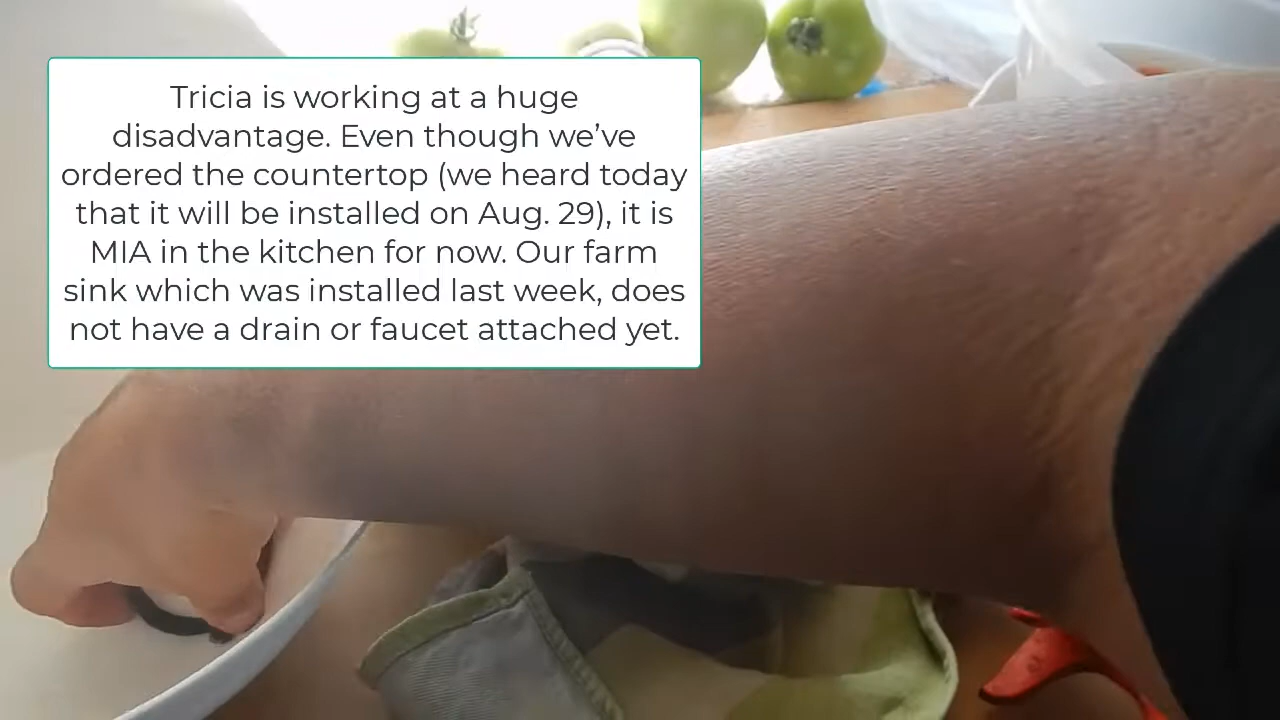 Tricia is working at a huge
disadvantage. Even though we’ve
ordered the countertop (we heard today
that it will be installed on Aug. 29), it is
MIA in the kitchen for now. Our farm
sink which was installed last week, does
not have a drain or faucet attached yet.